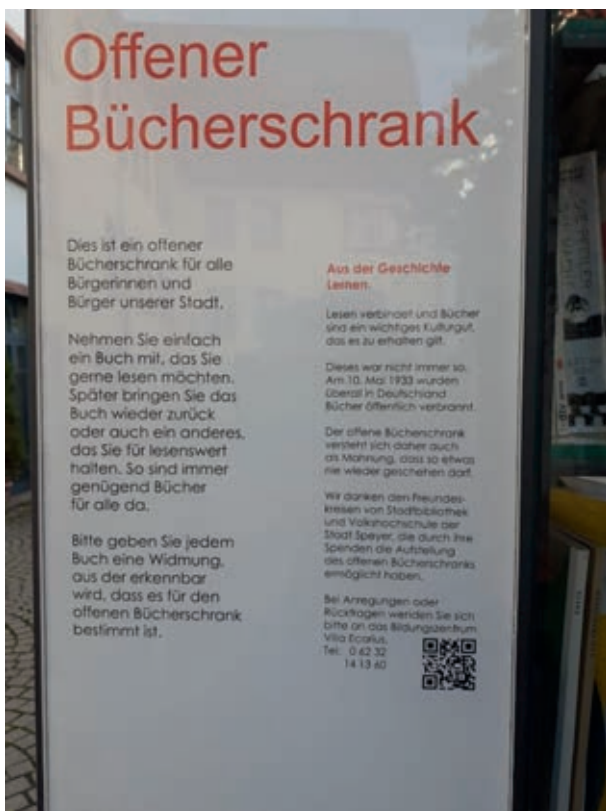 Offener
Bücherschrank
Dies ist ein offener
Bücherschrank für alle
Bürgerinnen und
Bürger unserer Stadt.
Nehmen Sie einfach
ein Buch mit, das Sie
gerne lesen möchten.
Später bringen Sie das
Buch wieder zurück
oder auch ein anderes,
das Sie für lesenswert
halten. So sind immer
genügend Bücher
für alle da.
Bitte geben Sie jedem
Buch eine Widmung,
aus der erkennbar
wird, dass es für den
offenen Bücherschrank
bestimmt ist.
Aus der Geschichte
Lernen.
Lesen verbindet und Bücher
sind ein wichtiges Kulturgut,
das es zu erhalten gilt.
Dieses war nicht immer so.
Am 10. Mai 1933 wurden
überall in Deutschland
Bücher öffentlich verbrannt.
Der offene Bücherschrank
versteht sich daher auch
als Mahnung, dass so etwas
nie wieder geschehen darf.
Wir danken den Freundes-
kreisen von Stadtbibliothek
und Volkshochschule der
Stadt Speyer, die durch ihre
Spenden die Aufstellung
des offenen Bücherschranks
ermöglicht haben.
Bei Anregungen oder
Rückfragen wenden Sie sich
bitte an das Bildungszentrum
Villa Ecarius.
Tel: 0 62 32
14 13 60